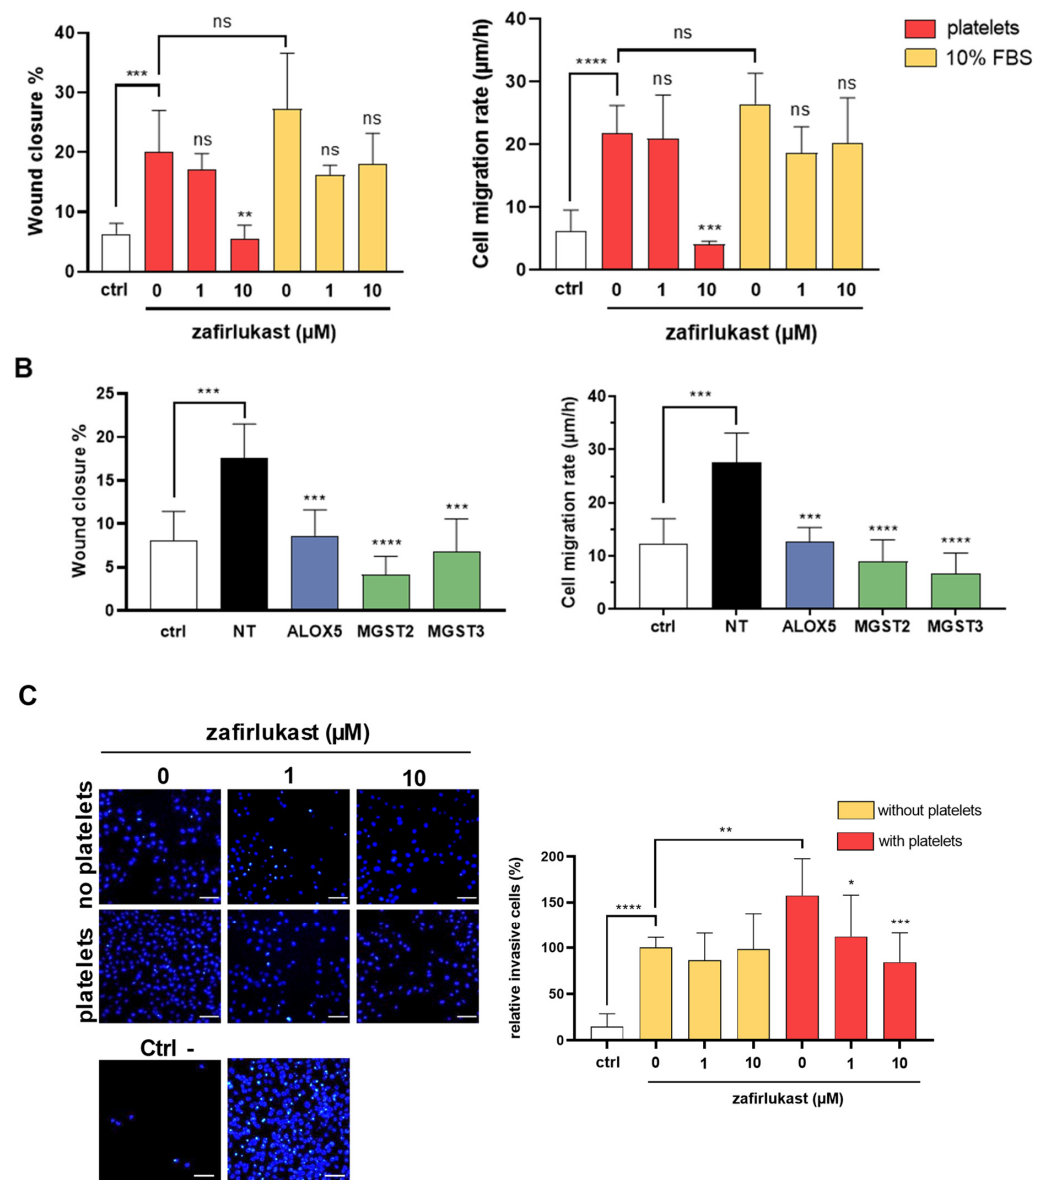 ns
***
ns
ns
ns
**
Wound closure %
40
30
20
10
0
ctrl
0
1
10
0
1
10
zafirlukast (µM)
ns
****
ns
ns
ns
***
Cell migration rate (µm/h)
40
30
20
10
0
ctrl
0
1
10
0
1
10
zafirlukast (µM)
platelets
10% FBS
B
***
***
****
***
Wound closure %
25
20
15
10
5
0
ctrl
NT
ALOX5
MGST2
MGST3
***
***
****
****
Cell migration rate (µm/h)
40
30
20
10
0
ctrl
NT
ALOX5
MGST2
MGST3
C
zafirlukast (µM)
0
1
10
no platelets
platelets
Ctrl -
without platelets
with platelets
**
****
*
***
relative invasive cells (%)
200
150
100
50
0
ctrl
0
1
10
0
1
10
zafirlukast (µM)